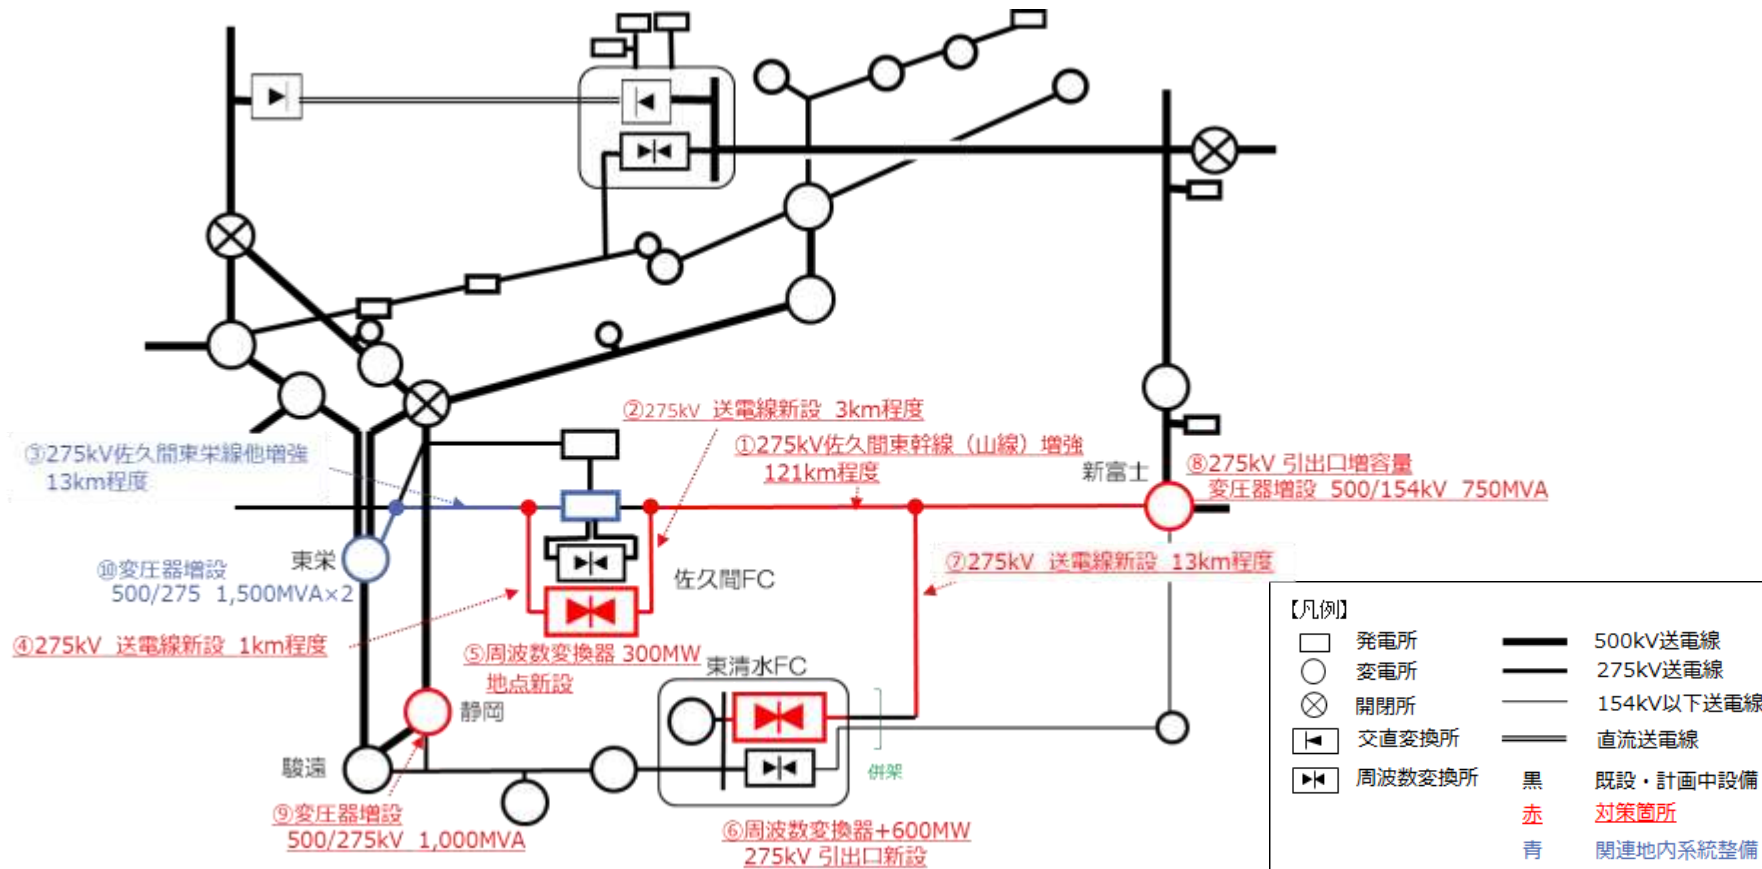 ②275kV 送電線新設 3km程度
①275kV佐久間東幹線（山線）増強
121km程度
③275kV佐久間東栄線他増強
13km程度
新富士
⑧275kV 引出口増容量
変圧器増設 500/154kV 750MVA
東栄
⑩変圧器増設
500/275 1,500MVA×2
佐久間FC
⑦275kV 送電線新設 13km程度
④275kV 送電線新設 1km程度
⑤周波数変換器 300MW
地点新設
東清水FC
静岡
駿遠
併架
⑨変圧器増設
500/275kV 1,000MVA
⑥周波数変換器+600MW
275kV 引出口新設
【凡例】
発電所
500kV送電線
変電所
275kV送電線
開閉所
154kV以下送電線
交直変換所
直流送電線
周波数変換所
黒 既設・計画中設備
赤 対策箇所
青 関連地内系統整備